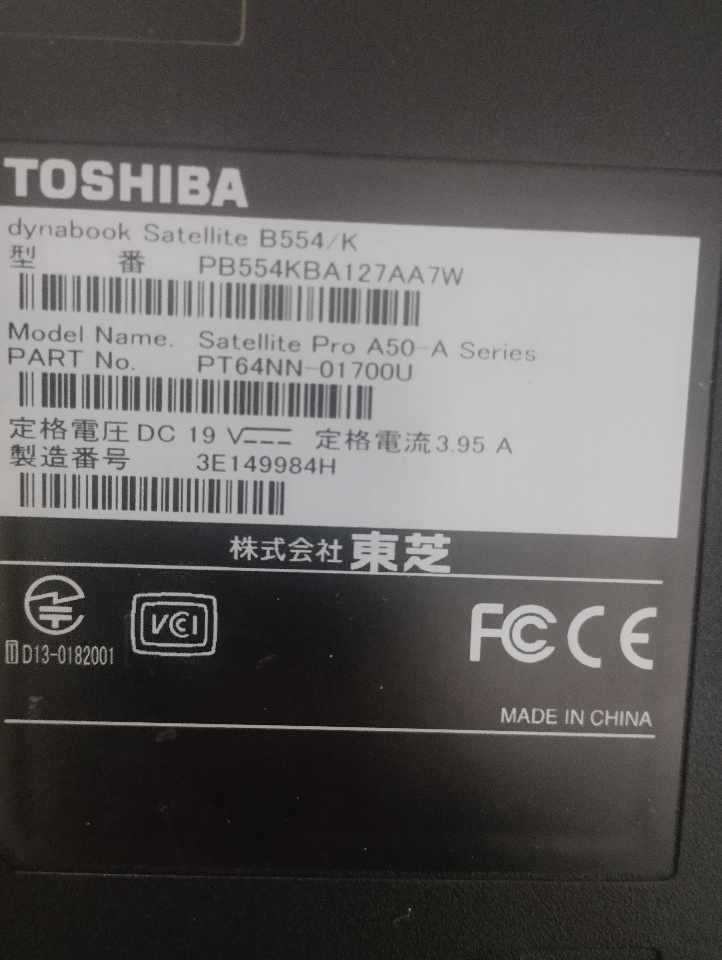 TOSHIBA
dynabook Satellite B554/K
型 番 PB554KBA127AA7W
Model Name. Satellite Pro A50-A Series
PART No. PT64NN-01700U
定格電圧 DC 19 V 定格電流 3.95 A
製造番号 3E149984H
株式会社 東芝
D13-0182001
VCI
FC CE
MADE IN CHINA